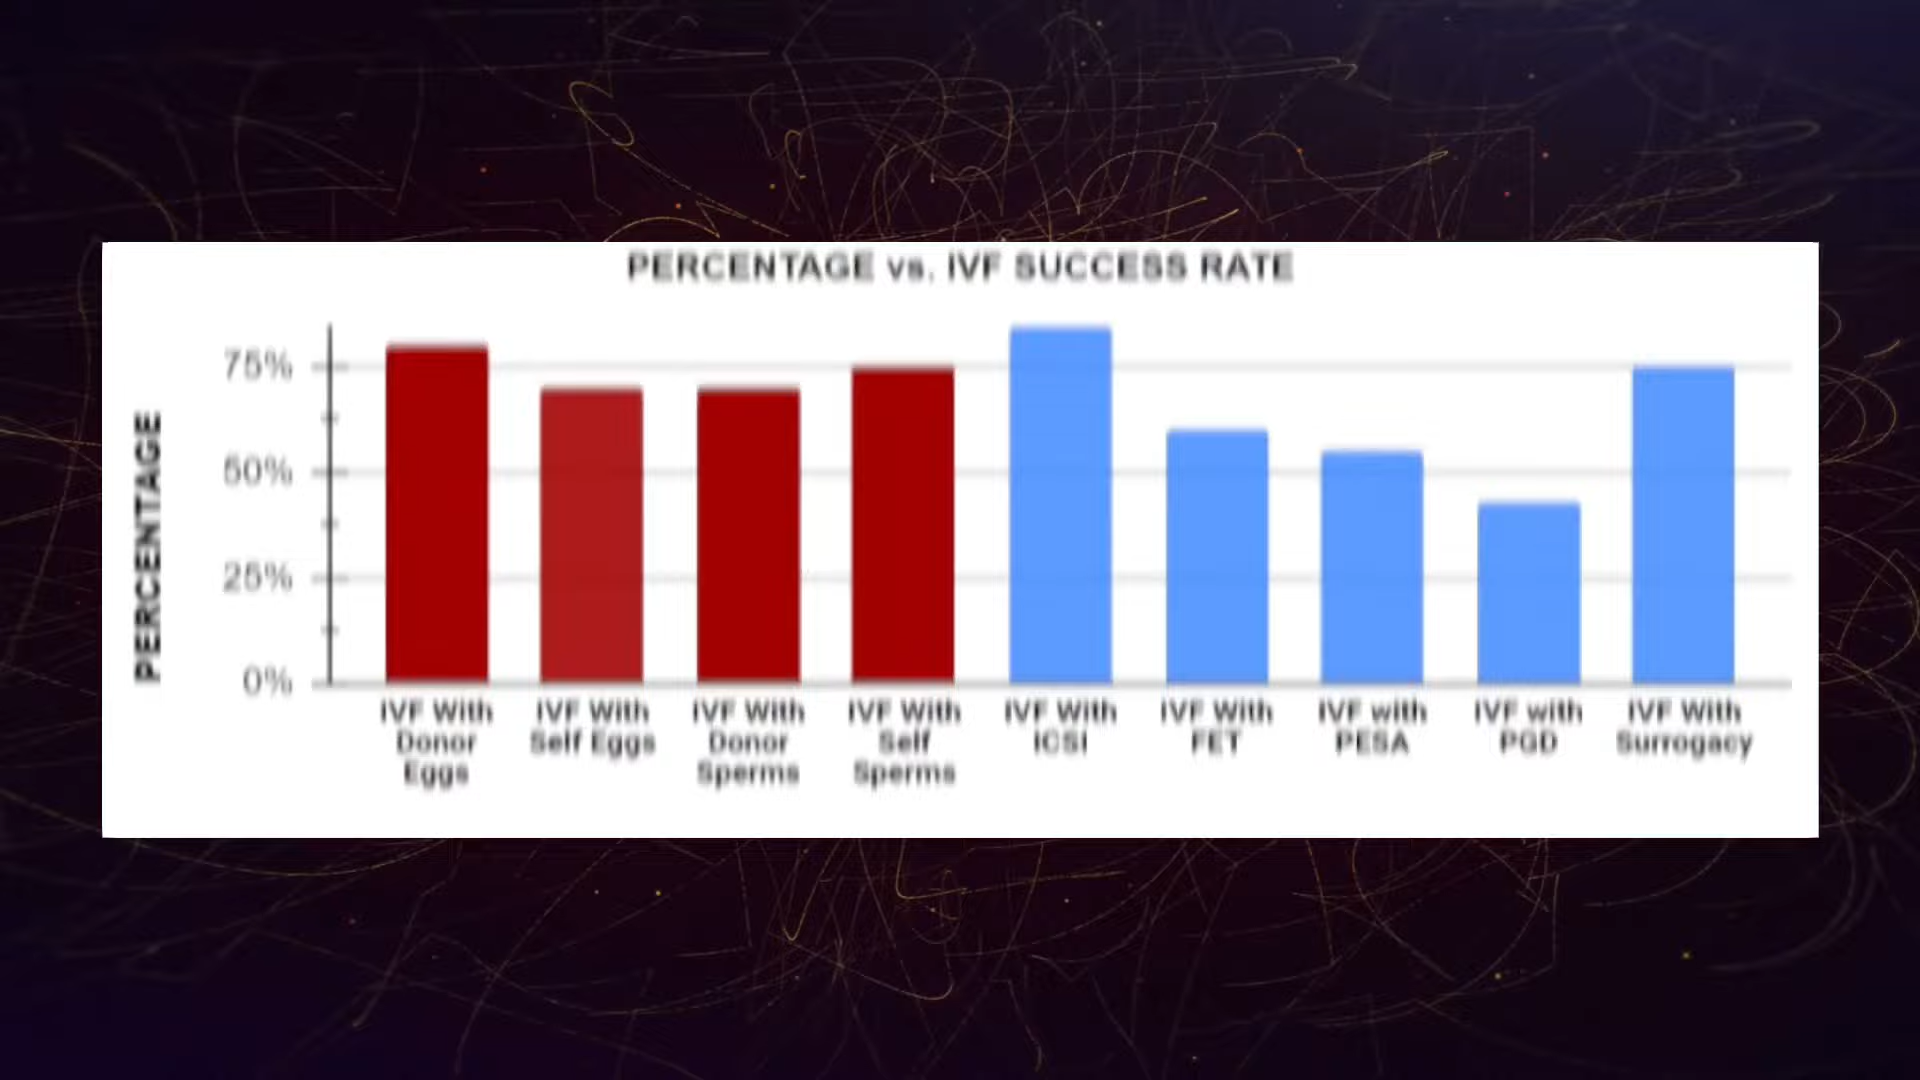 PERCENTAGE vs. IVF SUCCESS RATE
PERCENTAGE
75%
50%
25%
0%
IVF With
Donor
Eggs
IVF With
Self Eggs
IVF With
Donor
Sperms
IVF With
Self
Sperms
IVF With
ICSI
IVF With
FET
IVF with
PESA
IVF with
PGD
IVF With
Surrogacy